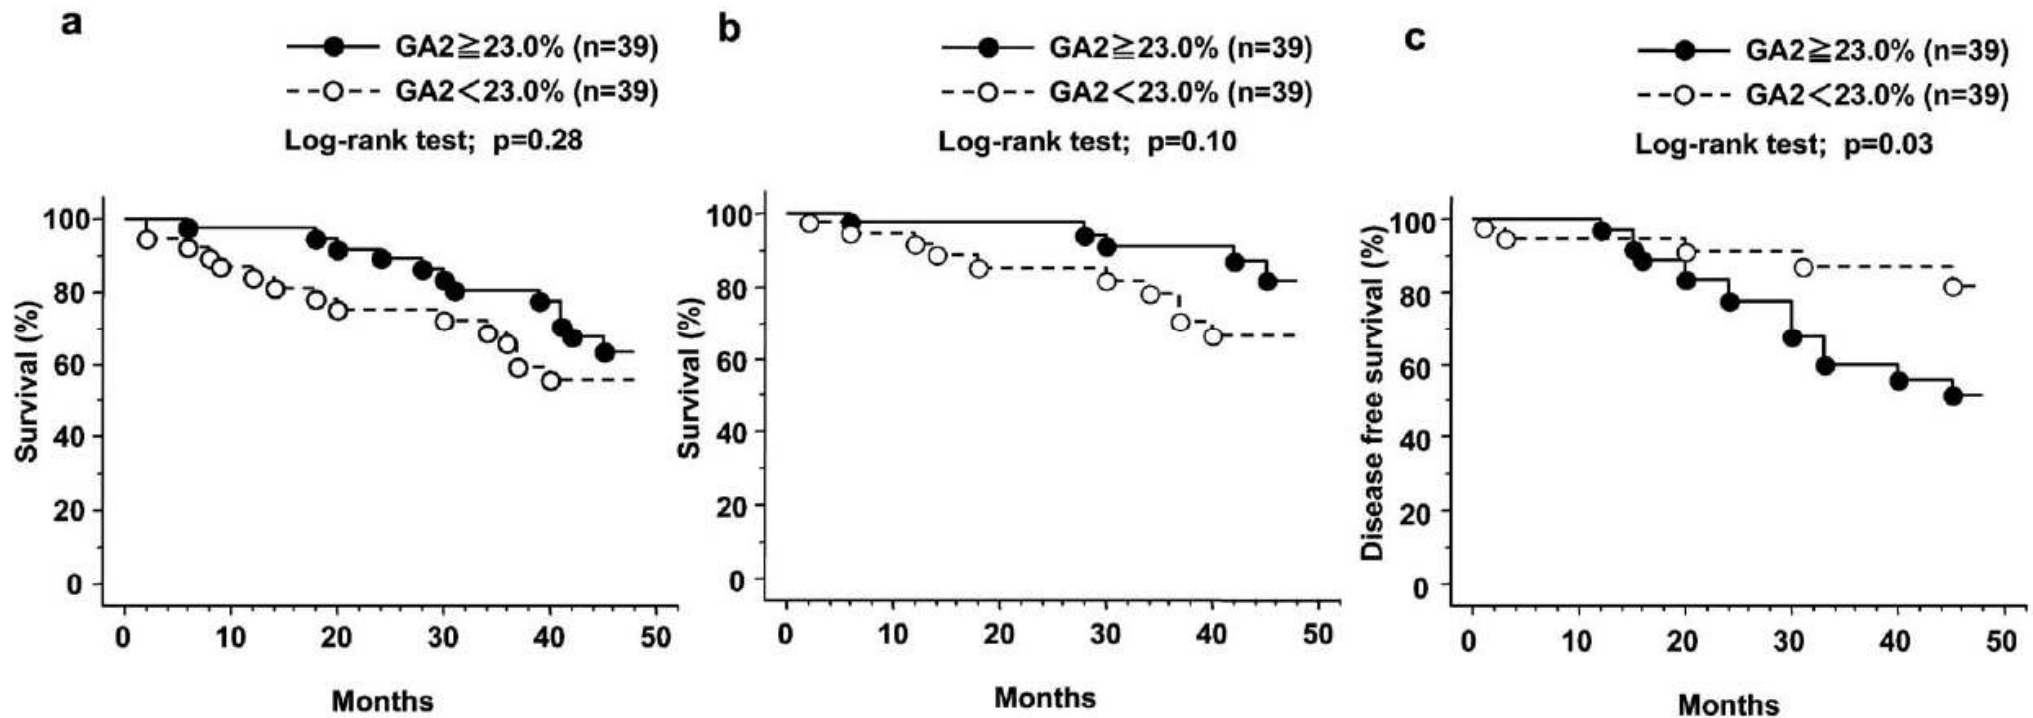 a
GA2≧23.0% (n=39)
GA2<23.0% (n=39)
Log-rank test; p=0.28
Survival (%)
100
80
60
40
20
0
0 10 20 30 40 50
Months
b
GA2≧23.0% (n=39)
GA2<23.0% (n=39)
Log-rank test; p=0.10
Survival (%)
100
80
60
40
20
0
0 10 20 30 40 50
Months
c
GA2≧23.0% (n=39)
GA2<23.0% (n=39)
Log-rank test; p=0.03
Disease free survival (%)
100
80
60
40
20
0
0 10 20 30 40 50
Months